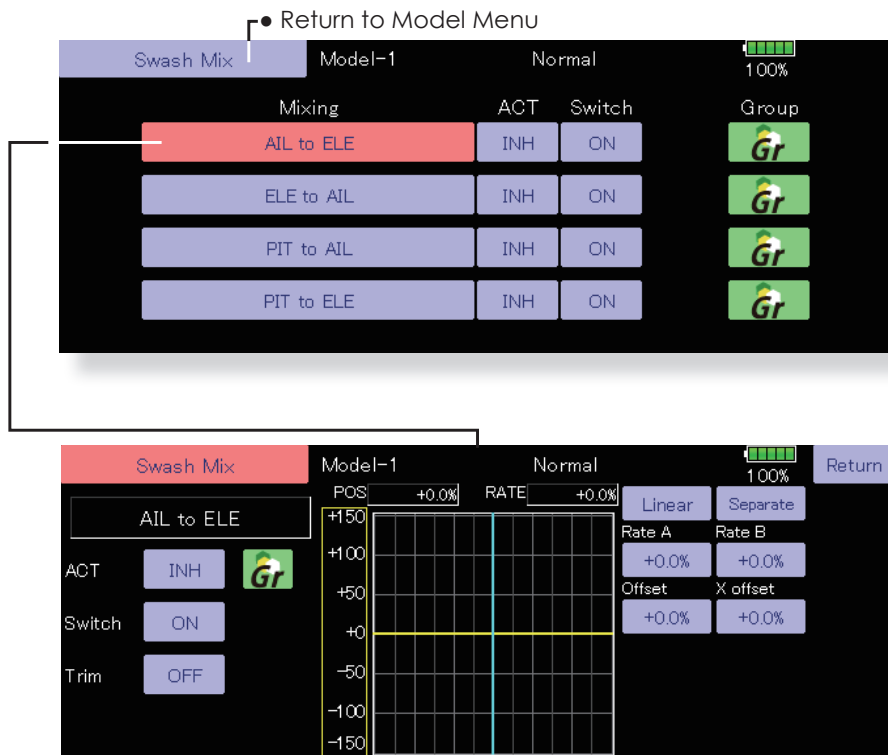 ● Return to Model Menu
Swash Mix Model-1 Normal 100%
Mixing ACT Switch Group
AIL to ELE INH ON Gr
ELE to AIL INH ON Gr
PIT to AIL INH ON Gr
PIT to ELE INH ON Gr
Swash Mix Model-1 Normal 100% Return
POS +0.0% RATE +0.0%
Linear Separate
AIL to ELE
Rate A Rate B
ACT INH Gr
+0.0% +0.0%
Offset X offset
Switch ON
+0.0% +0.0%
Trim OFF
+150
+100
+50
+0
-50
-100
-150